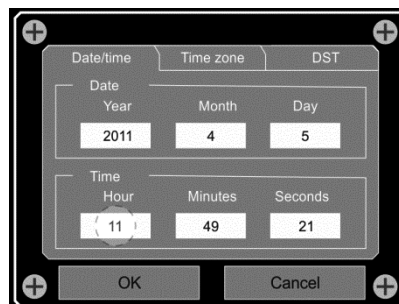 Date/time Time zone DST
Date
Year Month Day
2011 4 5
Time
Hour Minutes Seconds
11 49 21
OK Cancel